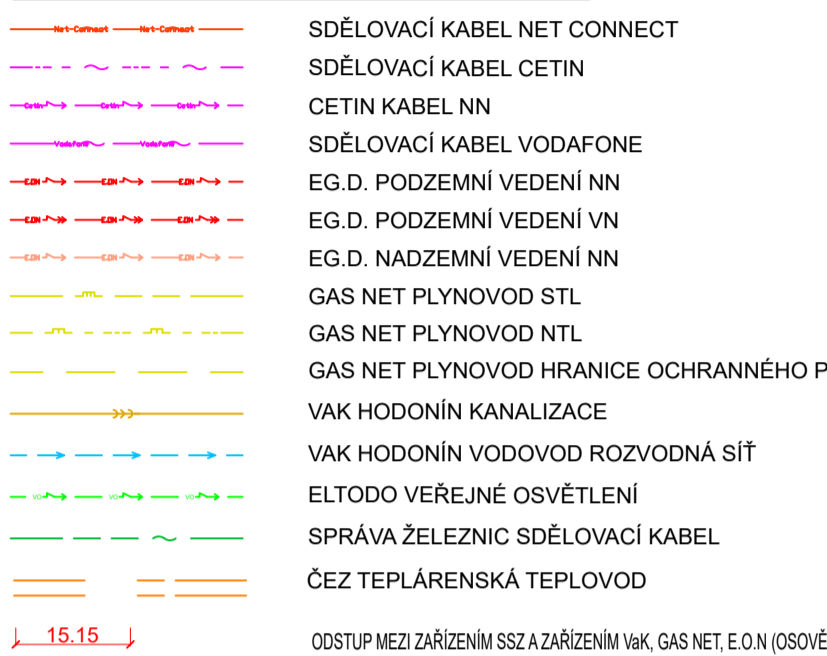 Net-Connect Net-Connect SDĚLOVACÍ KABEL NET CONNECT
SDĚLOVACÍ KABEL CETIN
Cetin Cetin Cetin CETIN KABEL NN
Vodafone Vodafone SDĚLOVACÍ KABEL VODAFONE
E.ON E.ON E.ON EG.D. PODZEMNÍ VEDENÍ NN
E.ON E.ON E.ON EG.D. PODZEMNÍ VEDENÍ VN
E.ON E.ON E.ON EG.D. NADZEMNÍ VEDENÍ NN
GAS NET PLYNOVOD STL
GAS NET PLYNOVOD NTL
GAS NET PLYNOVOD HRANICE OCHRANNÉHO P
VAK HODONÍN KANALIZACE
VAK HODONÍN VODOVOD ROZVODNÁ SÍŤ
VO VO VO ELTODO VEŘEJNÉ OSVĚTLENÍ
SPRÁVA ŽELEZNIC SDĚLOVACÍ KABEL
ČEZ TEPLÁRENSKÁ TEPLOVOD
15.15 ODSTUP MEZI ZAŘÍZENÍM SSZ A ZAŘÍZENÍM VaK, GAS NET, E.O.N (OSOVĚ